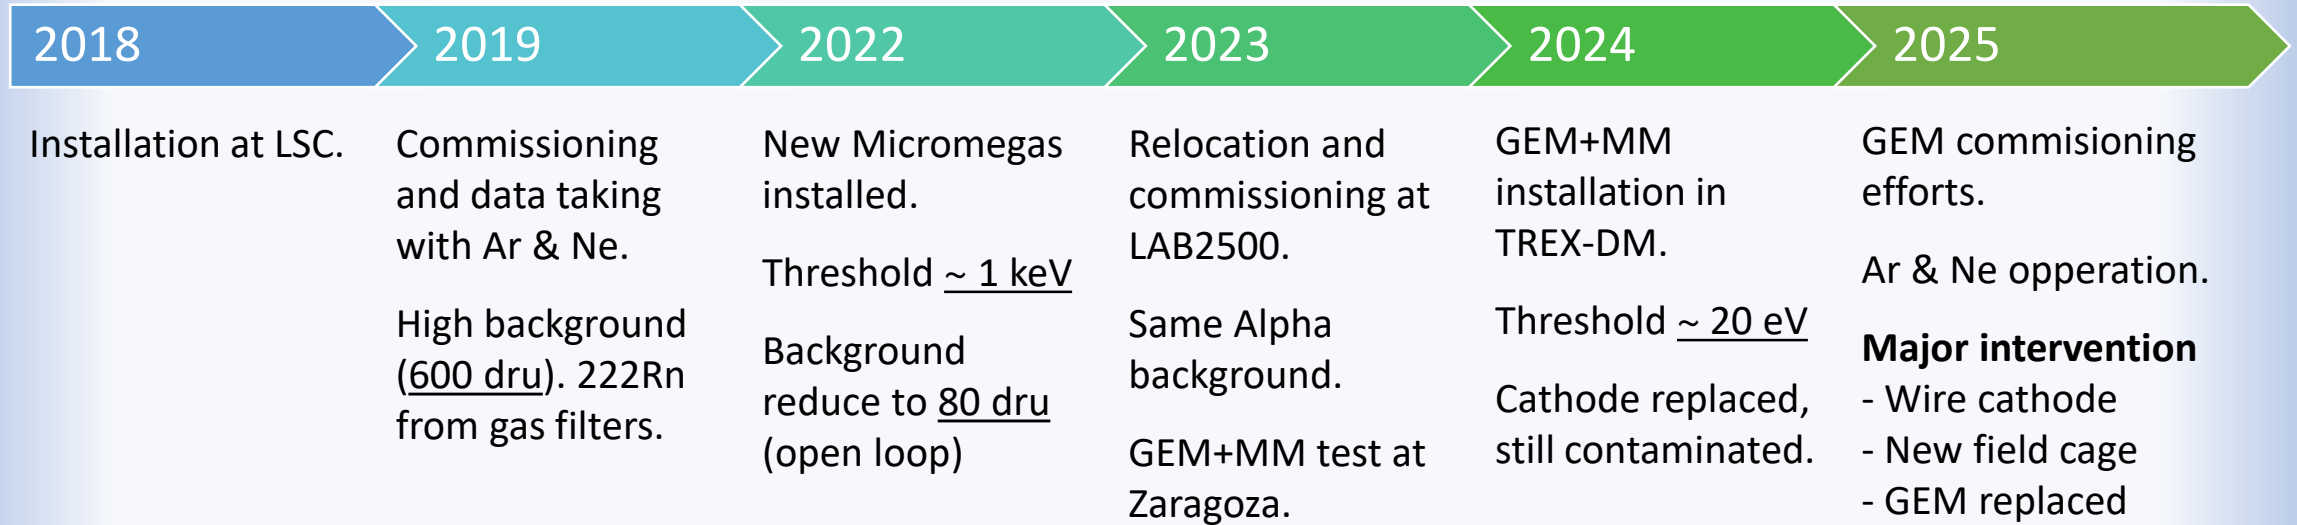 2018
2019
2022
2023
2024
2025
Installation at LSC.
Commissioning
and data taking
with Ar & Ne.
High background
(600 dru). 222Rn
from gas filters.
New Micromegas
installed.
Threshold ~ 1 keV
Background
reduce to 80 dru
(open loop)
Relocation and
commissioning at
LAB2500.
Same Alpha
background.
GEM+MM test at
Zaragoza.
GEM+MM
installation in
TREX-DM.
Threshold ~ 20 eV
Cathode replaced,
still contaminated.
GEM commisioning
efforts.
Ar & Ne opperation.
Major intervention
- Wire cathode
- New field cage
- GEM replaced